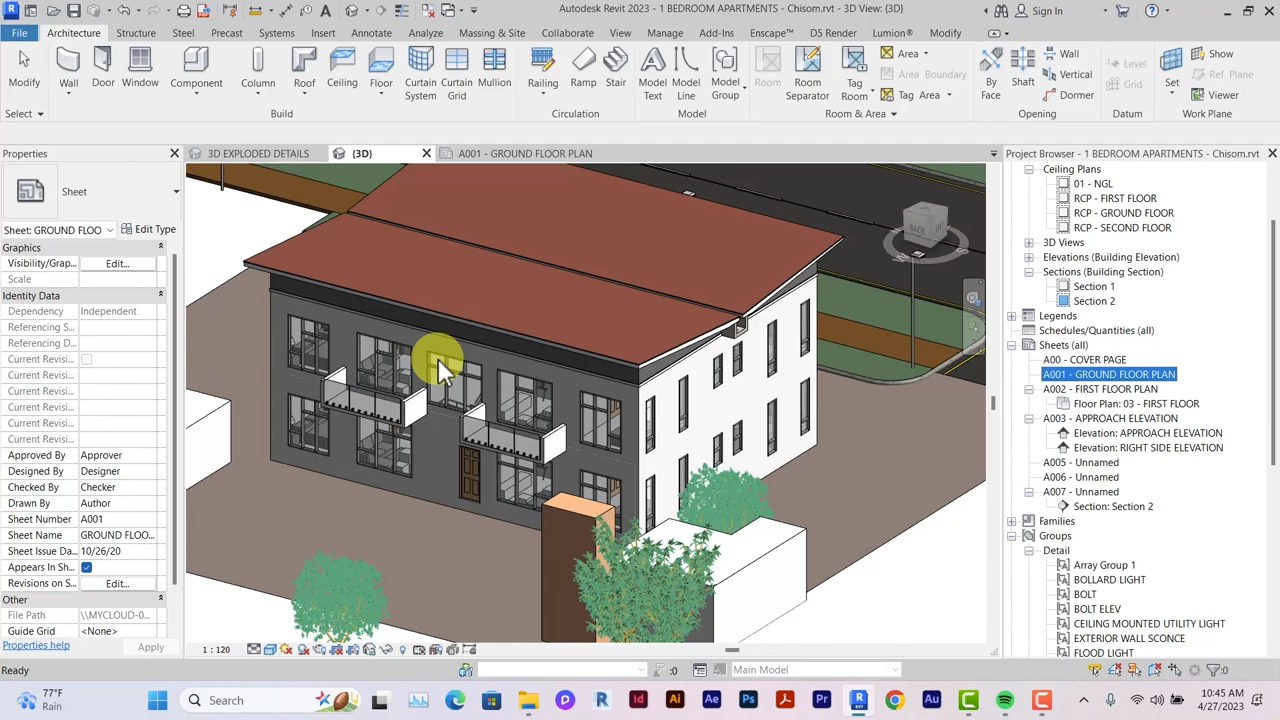 Autodesk Revit 2023 - 1 BEDROOM APARTMENTS - Chisom.rvt - 3D View: {3D}
Sign In
File Architecture Structure Steel Precast Systems Insert Annotate Analyze Massing & Site Collaborate View Manage Add-Ins Enscape™ D5 Render Lumion® Modify
Modify Wall Door Window Component Column Roof Ceiling Floor Curtain System Curtain Grid Mullion Railing Ramp Stair Model Text Model Line Model Group Room Room Separator Tag Room
Area
Area Boundary
Tag Area
By Face Shaft
Wall
Vertical
Dormer
Level
Grid
Set
Show
Ref Plane
Viewer
Select Build Circulation Model Room & Area Opening Datum Work Plane
Properties
3D EXPLODED DETAILS
{3D}
A001 - GROUND FLOOR PLAN
Project Browser - 1 BEDROOM APARTMENTS - Chisom.rvt
Sheet
Sheet: GROUND FLOO
Edit Type
Graphics
Visibility/Grap... Edit...
Scale
Identity Data
Dependency Independent
Referencing S...
Referencing D...
Current Revisi...
Current Revisi...
Current Revisi...
Current Revisi...
Current Revisi...
Current Revisi...
Approved By Approver
Designed By Designer
Checked By Checker
Drawn By Author
Sheet Number A001
Sheet Name GROUND FLOO...
Sheet Issue Da... 10/26/20
Appears In Sh...
Revisions on S... Edit...
Other
File Path \\MYCLOUD-0...
Guide Grid <None>
Properties help
Apply
BACK
Ceiling Plans
01 - NGL
RCP - FIRST FLOOR
RCP - GROUND FLOOR
RCP - SECOND FLOOR
3D Views
Elevations (Building Elevation)
Sections (Building Section)
Section 1
Section 2
Legends
Schedules/Quantities (all)
Sheets (all)
A00 - COVER PAGE
A001 - GROUND FLOOR PLAN
A002 - FIRST FLOOR PLAN
Floor Plan: 03 - FIRST FLOOR
A003 - APPROACH ELEVATION
Elevation: APPROACH ELEVATION
Elevation: RIGHT SIDE ELEVATION
A005 - Unnamed
A006 - Unnamed
A007 - Unnamed
Section: Section 2
Families
Groups
Detail
Array Group 1
BOLLARD LIGHT
BOLT
BOLT ELEV
CEILING MOUNTED UTILITY LIGHT
EXTERIOR WALL SCONCE
FLOOD LIGHT
1 : 120
Ready
:0
Main Model
:0
77°F
Rain
Search
10:45 AM
4/27/2023